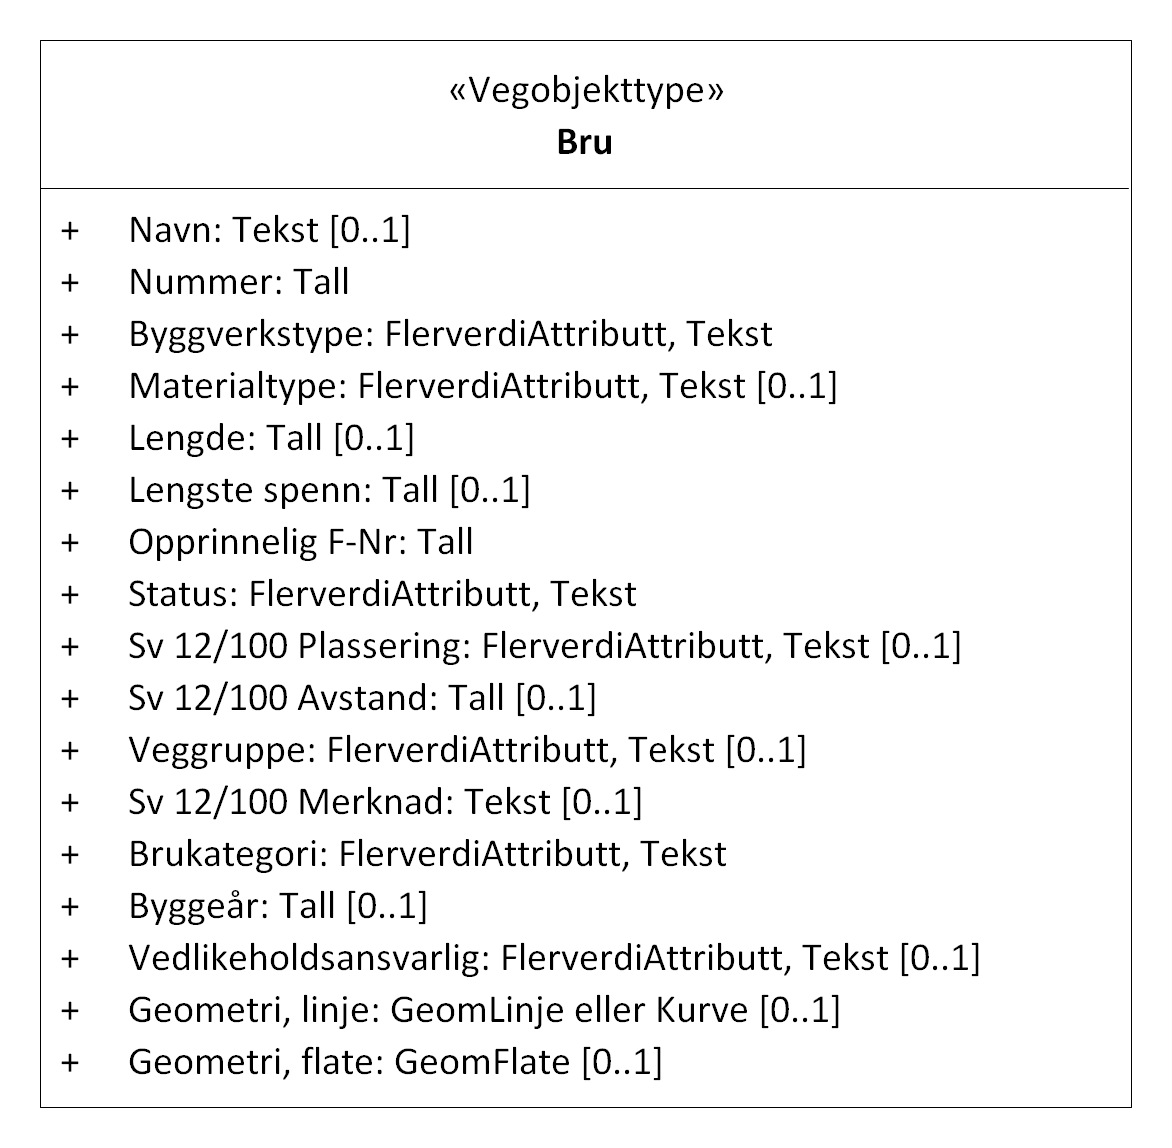 «Vegobjekttype»
Bru
+ Navn: Tekst [0..1]
+ Nummer: Tall
+ Byggverkstype: FlerverdiAttributt, Tekst
+ Materialtype: FlerverdiAttributt, Tekst [0..1]
+ Lengde: Tall [0..1]
+ Lengste spenn: Tall [0..1]
+ Opprinnelig F-Nr: Tall
+ Status: FlerverdiAttributt, Tekst
+ Sv 12/100 Plassering: FlerverdiAttributt, Tekst [0..1]
+ Sv 12/100 Avstand: Tall [0..1]
+ Veggruppe: FlerverdiAttributt, Tekst [0..1]
+ Sv 12/100 Merknad: Tekst [0..1]
+ Brukategori: FlerverdiAttributt, Tekst
+ Byggeår: Tall [0..1]
+ Vedlikeholdsansvarlig: FlerverdiAttributt, Tekst [0..1]
+ Geometri, linje: GeomLinje eller Kurve [0..1]
+ Geometri, flate: GeomFlate [0..1]